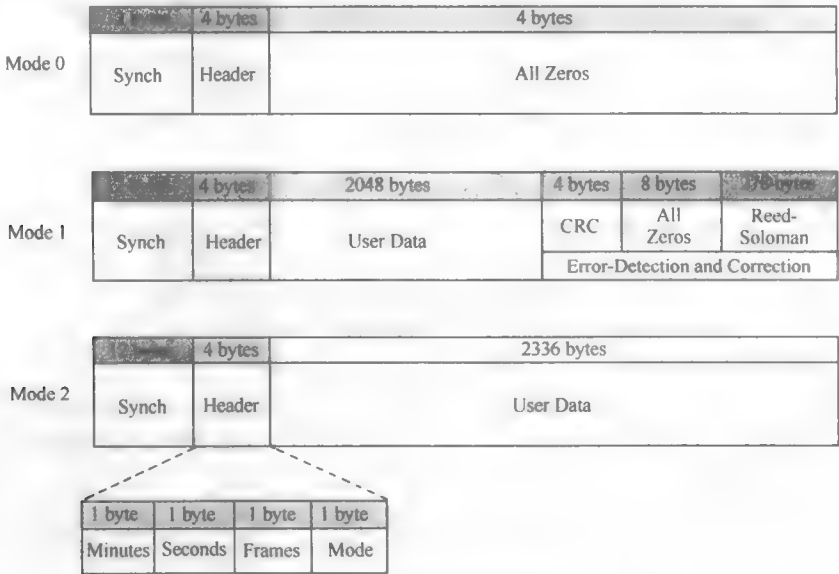 4 bytes 4 bytes
Mode 0
Synch Header All Zeros
4 bytes 2048 bytes 4 bytes 8 bytes
Mode 1
Synch Header User Data CRC All Zeros Reed-Soloman
Error-Detection and Correction
4 bytes 2336 bytes
Mode 2
Synch Header User Data
1 byte 1 byte 1 byte 1 byte
Minutes Seconds Frames Mode